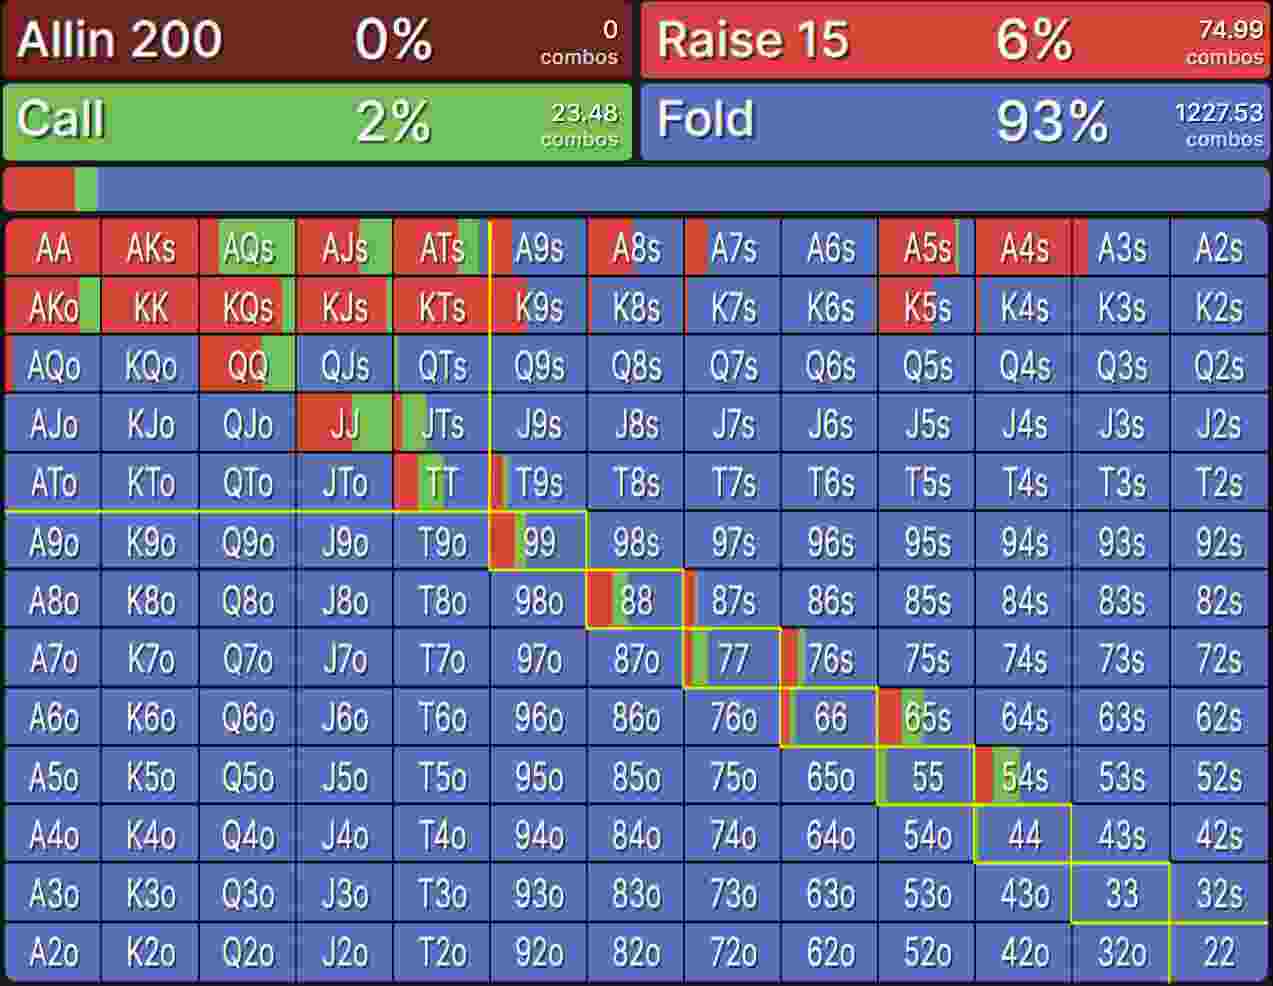 Allin 200 0% 0 combos Raise 15 6% 74.99 combos
Call 2% 23.48 combos Fold 93% 1227.53 combos
AA AKs AQs AJs ATs A9s A8s A7s A6s A5s A4s A3s A2s
AKo KK KQs KJs KTs K9s K8s K7s K6s K5s K4s K3s K2s
AQo KQo QQ QJs QTs Q9s Q8s Q7s Q6s Q5s Q4s Q3s Q2s
AJo KJo QJo JJ JTs J9s J8s J7s J6s J5s J4s J3s J2s
ATo KTo QTo JTo TT T9s T8s T7s T6s T5s T4s T3s T2s
A9o K9o Q9o J9o T9o 99 98s 97s 96s 95s 94s 93s 92s
A8o K8o Q8o J8o T8o 98o 88 87s 86s 85s 84s 83s 82s
A7o K7o Q7o J7o T7o 97o 87o 77 76s 75s 74s 73s 72s
A6o K6o Q6o J6o T6o 96o 86o 76o 66 65s 64s 63s 62s
A5o K5o Q5o J5o T5o 95o 85o 75o 65o 55 54s 53s 52s
A4o K4o Q4o J4o T4o 94o 84o 74o 64o 54o 44 43s 42s
A3o K3o Q3o J3o T3o 93o 83o 73o 63o 53o 43o 33 32s
A2o K2o Q2o J2o T2o 92o 82o 72o 62o 52o 42o 32o 22